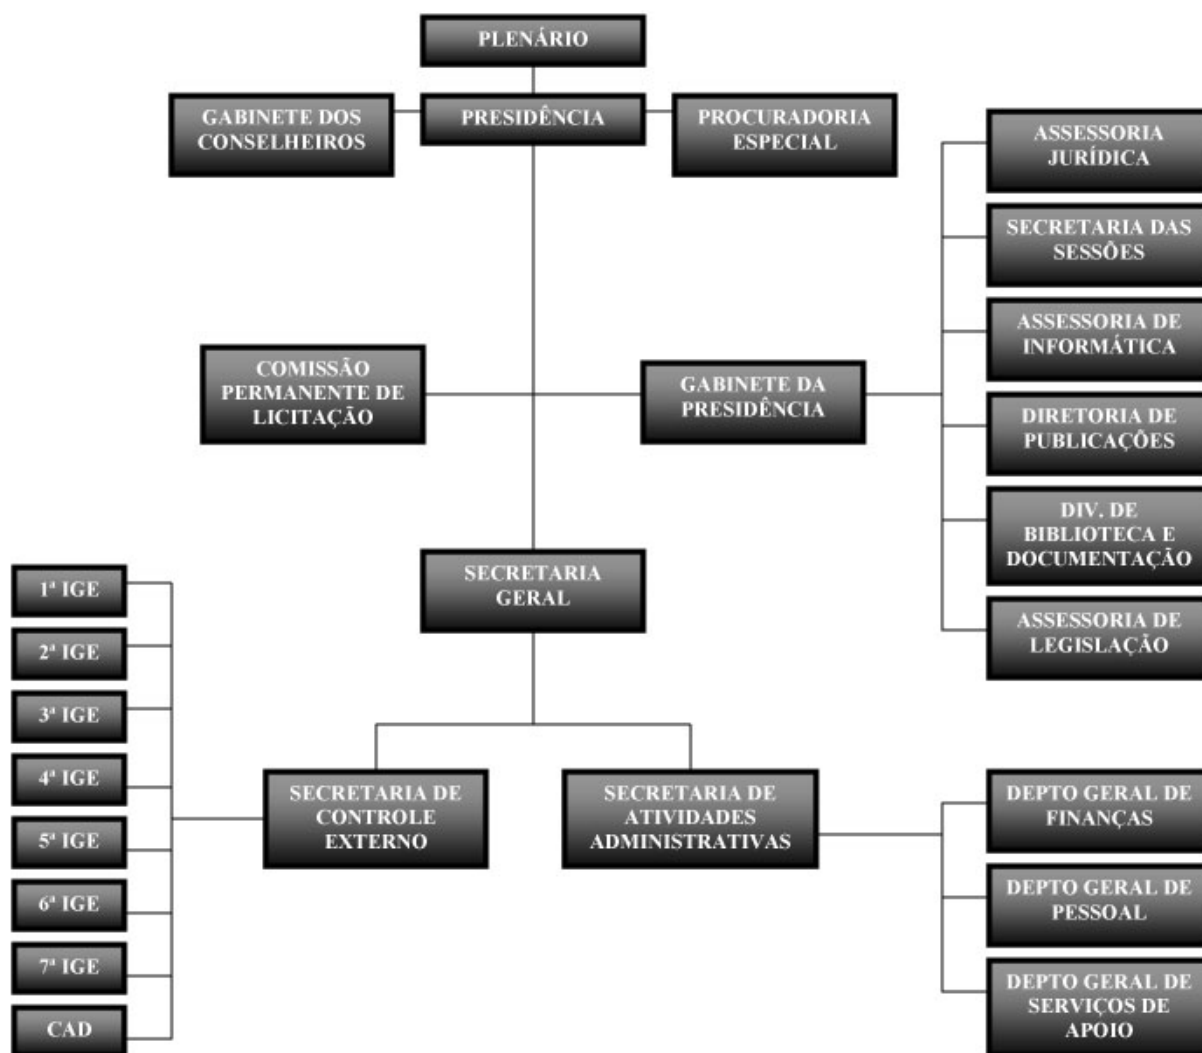 PLENÁRIO
GABINETE DOS
CONSELHEIROS
PRESIDÊNCIA
PROCURADORIA
ESPECIAL
ASSESSORIA
JURÍDICA
SECRETARIA DAS
SESSÕES
ASSESSORIA DE
INFORMÁTICA
DIRETORIA DE
PUBLICAÇÕES
DIV. DE
BIBLIOTECA E
DOCUMENTAÇÃO
ASSESSORIA DE
LEGISLAÇÃO
COMISSÃO
PERMANENTE DE
LICITAÇÃO
GABINETE DA
PRESIDÊNCIA
SECRETARIA
GERAL
1ª IGE
2ª IGE
3ª IGE
4ª IGE
5ª IGE
6ª IGE
7ª IGE
CAD
SECRETARIA DE
CONTROLE
EXTERNO
SECRETARIA DE
ATIVIDADES
ADMINISTRATIVAS
DEPTO GERAL DE
FINANÇAS
DEPTO GERAL DE
PESSOAL
DEPTO GERAL DE
SERVIÇOS DE
APOIO